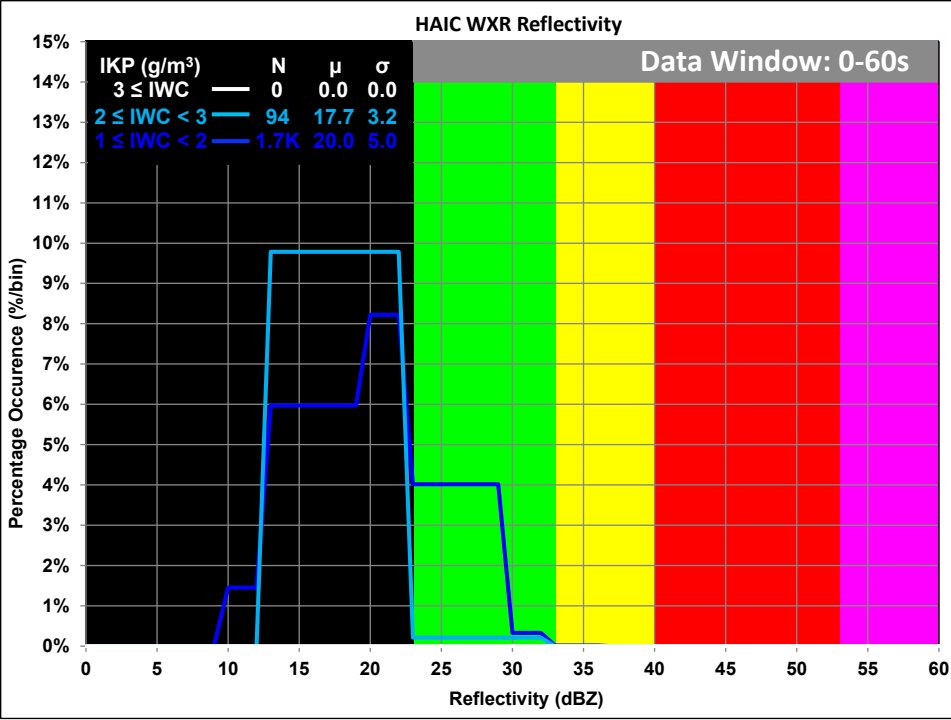 HAIC WXR Reflectivity
Data Window: 0-60s
IKP (g/m³) N μ σ
3 ≤ IWC 0 0.0 0.0
2 ≤ IWC < 3 94 17.7 3.2
1 ≤ IWC < 2 1.7K 20.0 5.0
15%
14%
13%
12%
11%
10%
9%
8%
7%
6%
5%
4%
3%
2%
1%
0%
Percentage Occurence (%/bin)
0 5 10 15 20 25 30 35 40 45 50 55 60
Reflectivity (dBZ)